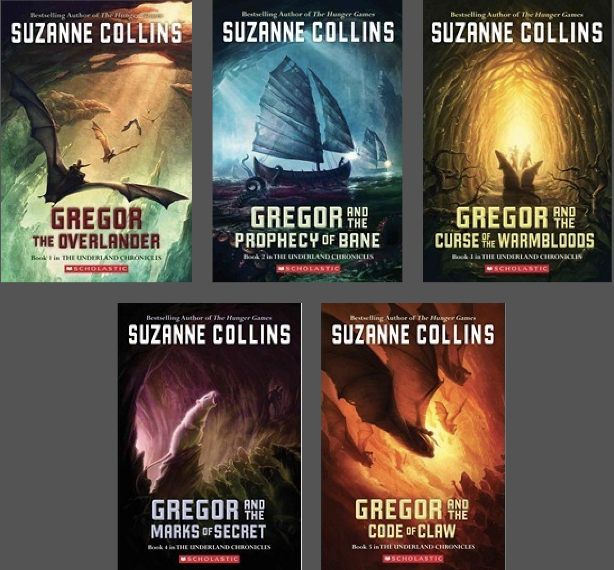 Bestselling Author of The Hunger Games
SUZANNE COLLINS
GREGOR
THE OVERLANDER
Book 1 in THE UNDERLAND CHRONICLES
SCHOLASTIC
Bestselling Author of The Hunger Games
SUZANNE COLLINS
GREGOR AND THE
PROPHECY OF BANE
Book 2 in THE UNDERLAND CHRONICLES
SCHOLASTIC
Bestselling Author of The Hunger Games
SUZANNE COLLINS
GREGOR AND THE
CURSE OF THE WARMBLOODS
Book 3 in THE UNDERLAND CHRONICLES
SCHOLASTIC
Bestselling Author of The Hunger Games
SUZANNE COLLINS
GREGOR AND THE
MARKS OF SECRET
Book 4 in THE UNDERLAND CHRONICLES
SCHOLASTIC
Bestselling Author of The Hunger Games
SUZANNE COLLINS
GREGOR AND THE
CODE OF CLAW
Book 5 in THE UNDERLAND CHRONICLES
SCHOLASTIC